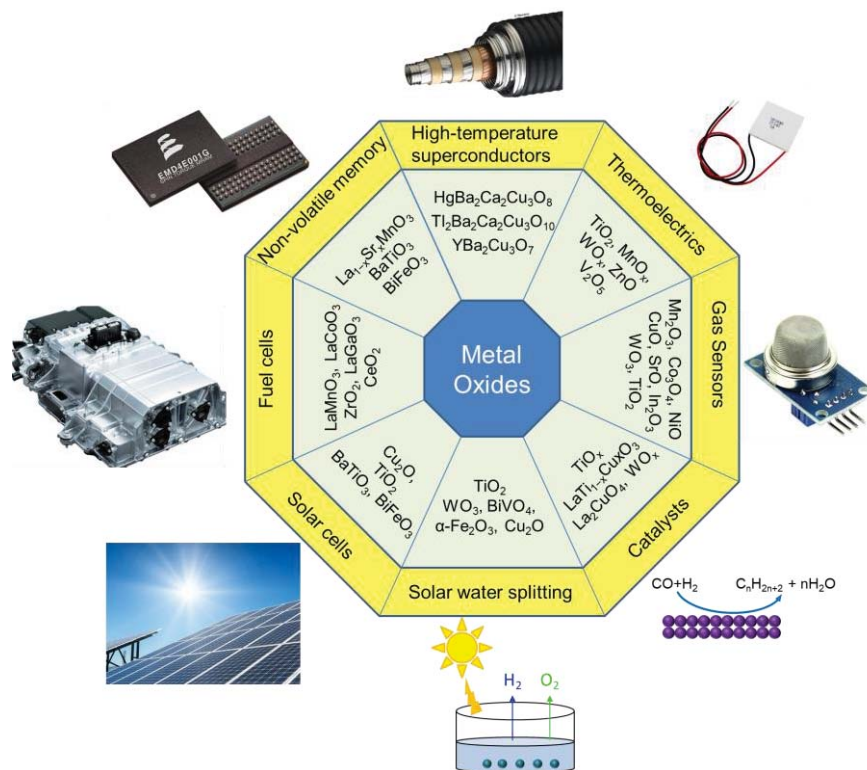 EMD4E001G
SPIN TORQUE MRAM
High-temperature
superconductors
HgBa₂Ca₂Cu₃O₈
Tl₂Ba₂Ca₂Cu₃O₁₀
YBa₂Cu₃O₇
Thermoelectrics
TiO₂, MnOₓ,
WOₓ, ZnO
V₂O₅
Gas Sensors
Mn₂O₃, Co₃O₄, NiO
CuO, SrO, In₂O₃
WO₃, TiO₂
Catalysts
TiOₓ
LaTi₁₋ₓCuxO₃
La₂CuO₄, WOₓ
Solar water splitting
TiO₂
WO₃, BiVO₄,
α-Fe₂O₃, Cu₂O
Solar cells
Cu₂O,
TiO₂
BaTiO₃, BiFeO₃
Fuel cells
LaMnO₃, LaCoO₃
ZrO₂, LaGaO₃
CeO₂
Non-volatile memory
La₁₋ₓSrₓMnO₃
BaTiO₃
BiFeO₃
Metal
Oxides
CO+H₂
CₙH₂ₙ₊₂ + nH₂O
H₂
O₂